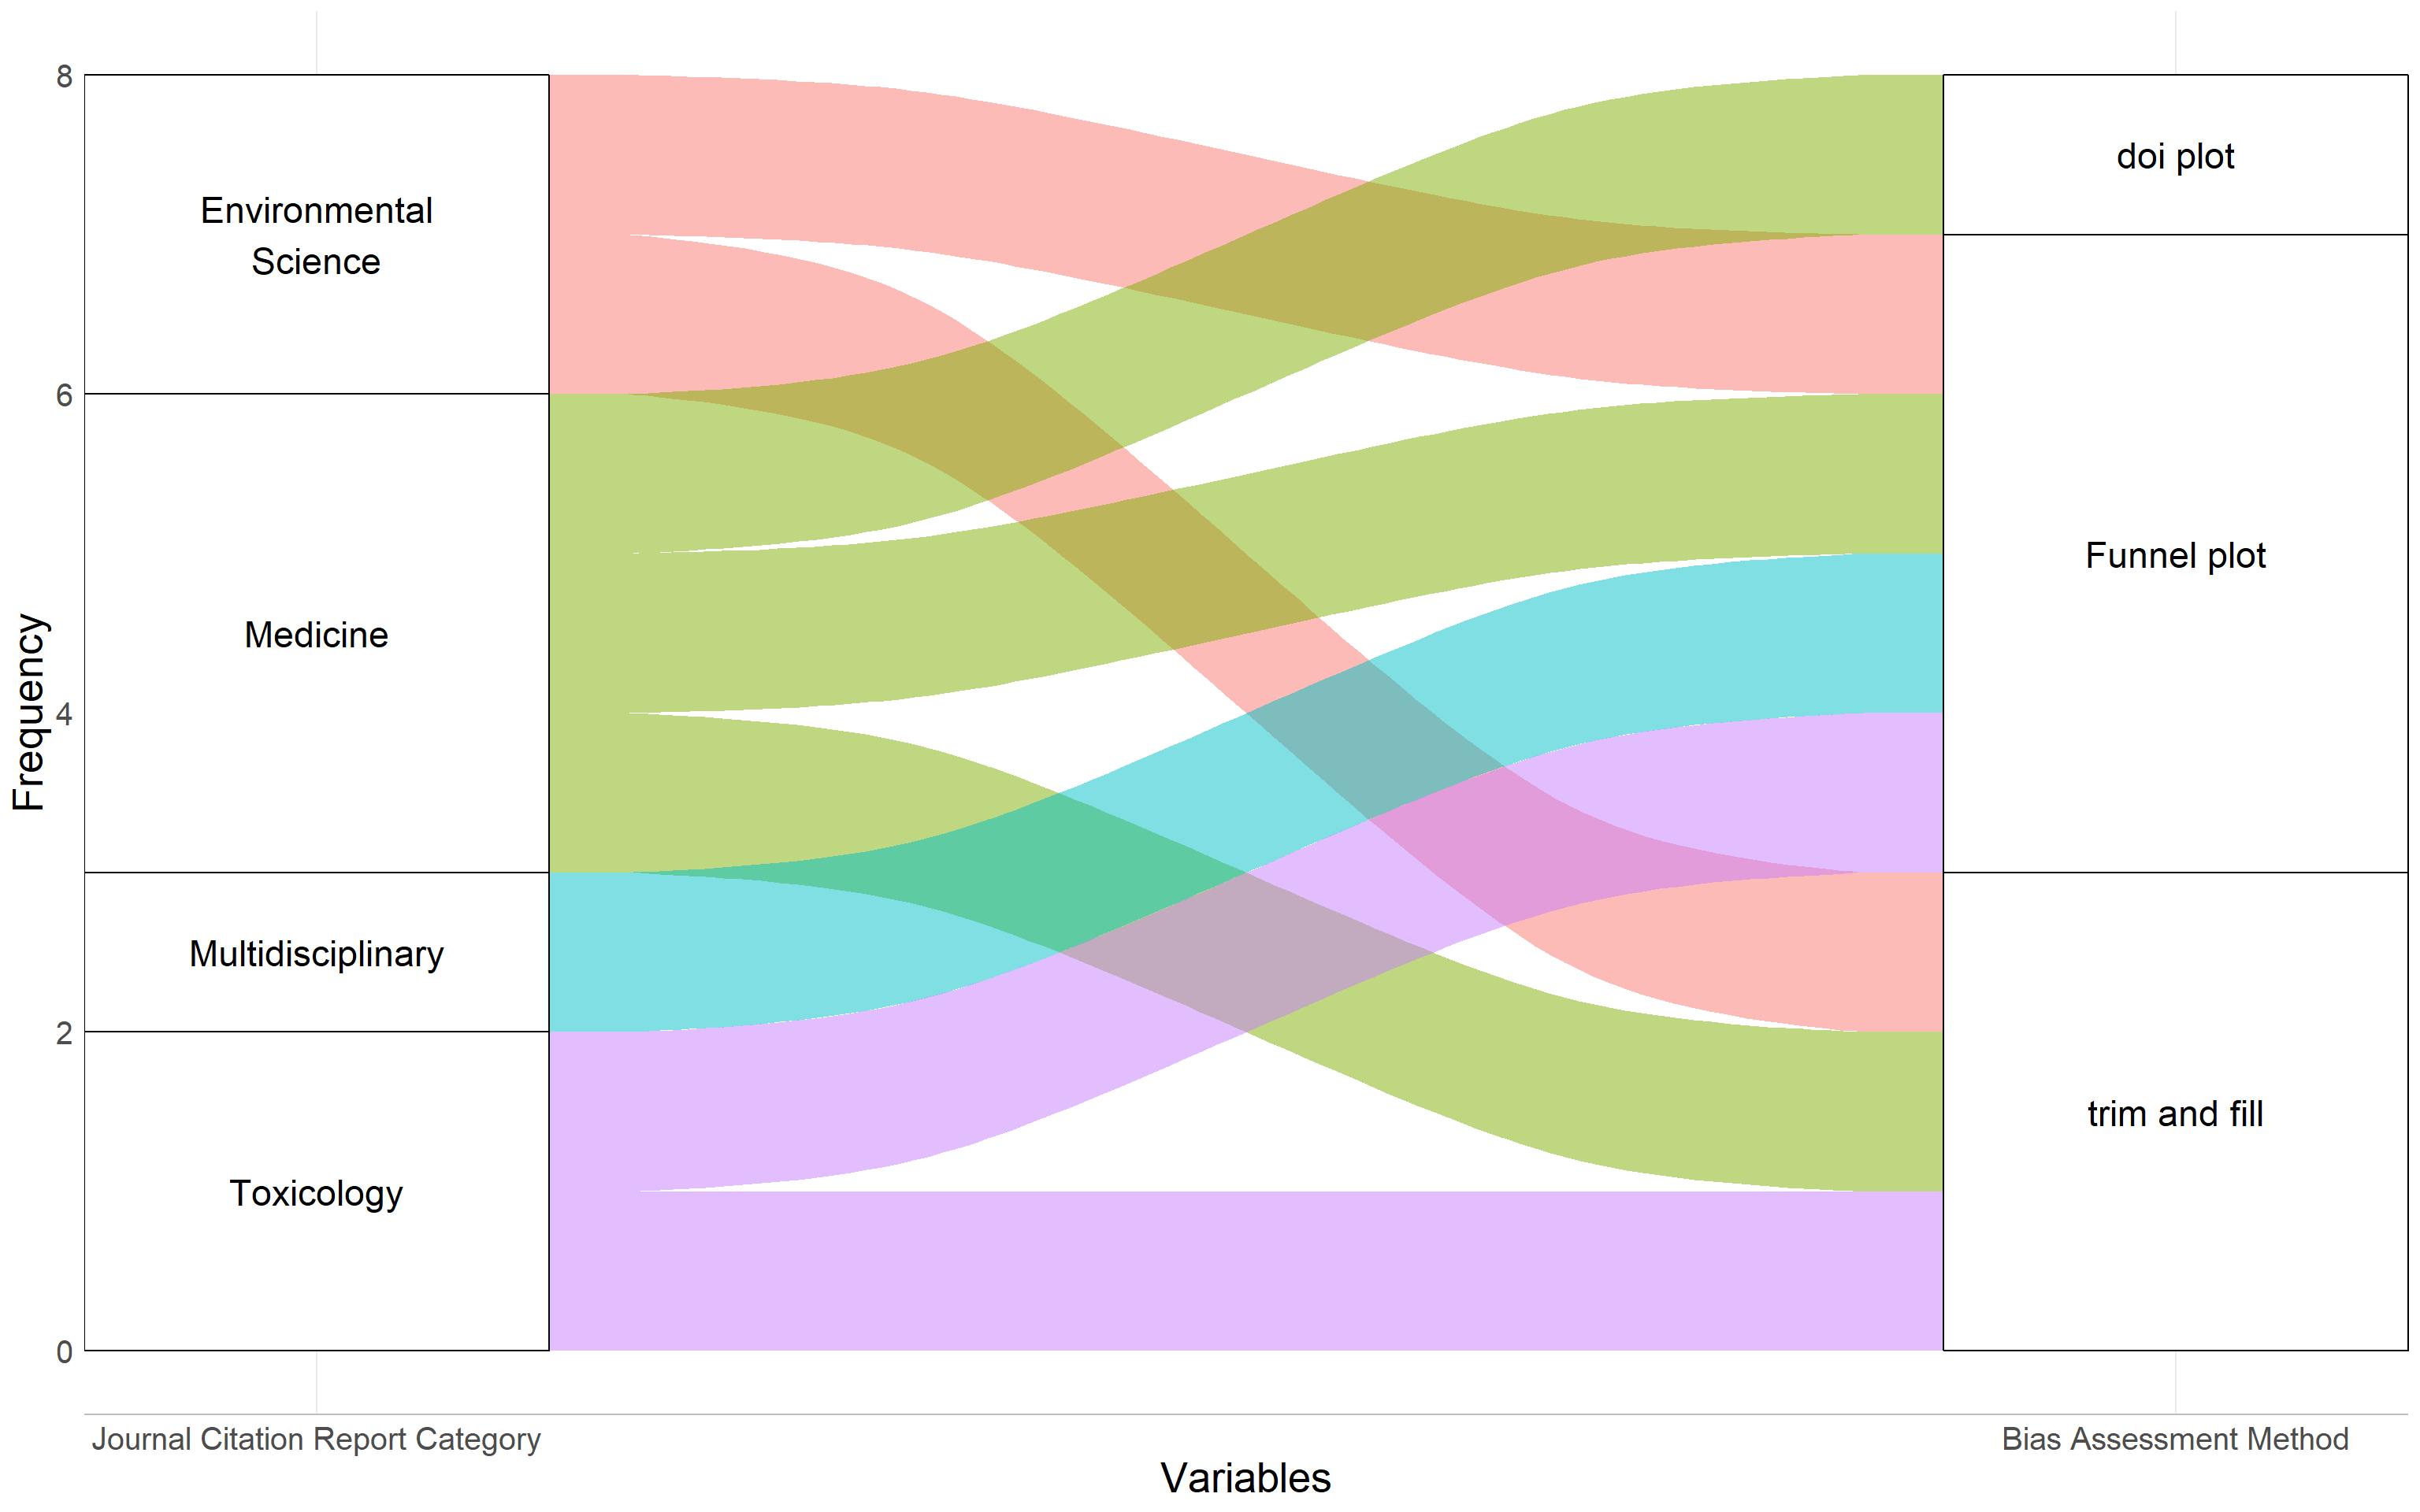 8
6
4
2
0
Frequency
Environmental
Science
Medicine
Multidisciplinary
Toxicology
doi plot
Funnel plot
trim and fill
Journal Citation Report Category
Bias Assessment Method
Variables